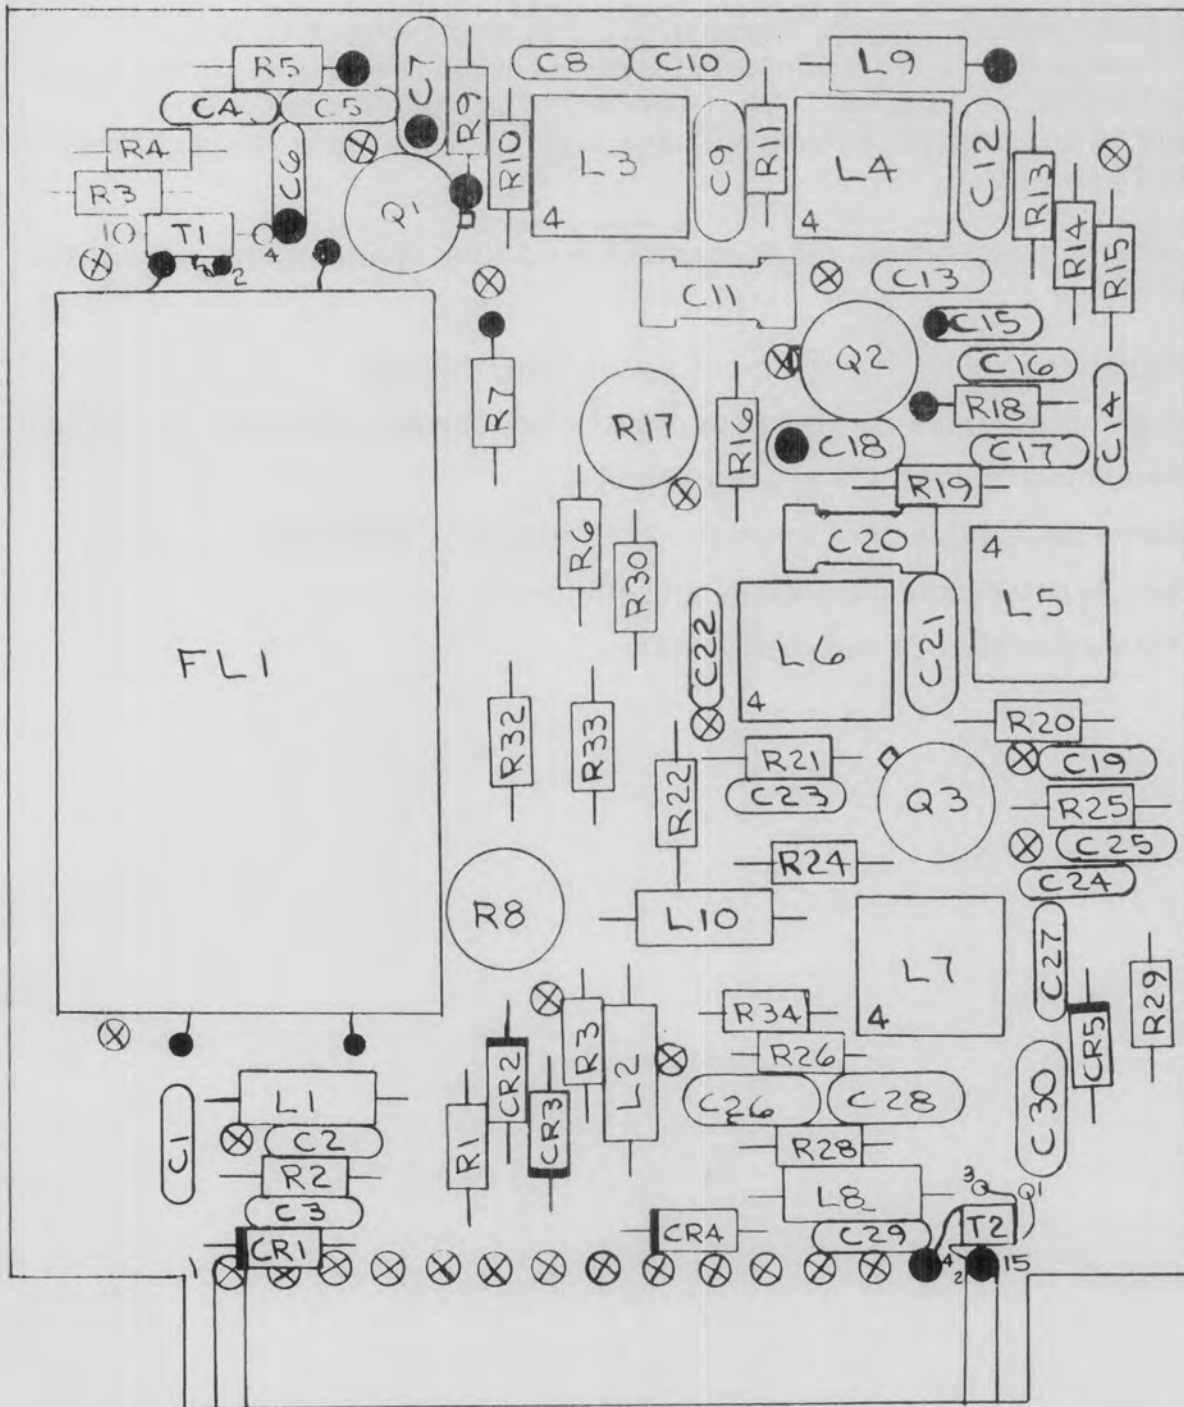 R5
C7
R9
C8
C10
L9
C4
C5
R10
L3
4
C9
R11
L4
4
C12
R13
R4
C6
Q1
R14
R15
R3
1
T1
4
2
C11
C13
C15
Q2
C16
R7
R17
R16
R18
C14
C18
C17
R19
R6
R30
C20
4
L5
C22
L6
4
C21
FL1
R32
R33
R20
R21
C19
R22
C23
Q3
R25
C25
R24
C24
R8
L10
L7
4
C27
R29
R34
CR5
CR2
R3
L2
R26
L1
C26
C28
C30
C1
C2
R1
CR3
R28
R2
L8
3
1
C3
T2
CR1
CR4
C29
1
4
2
15